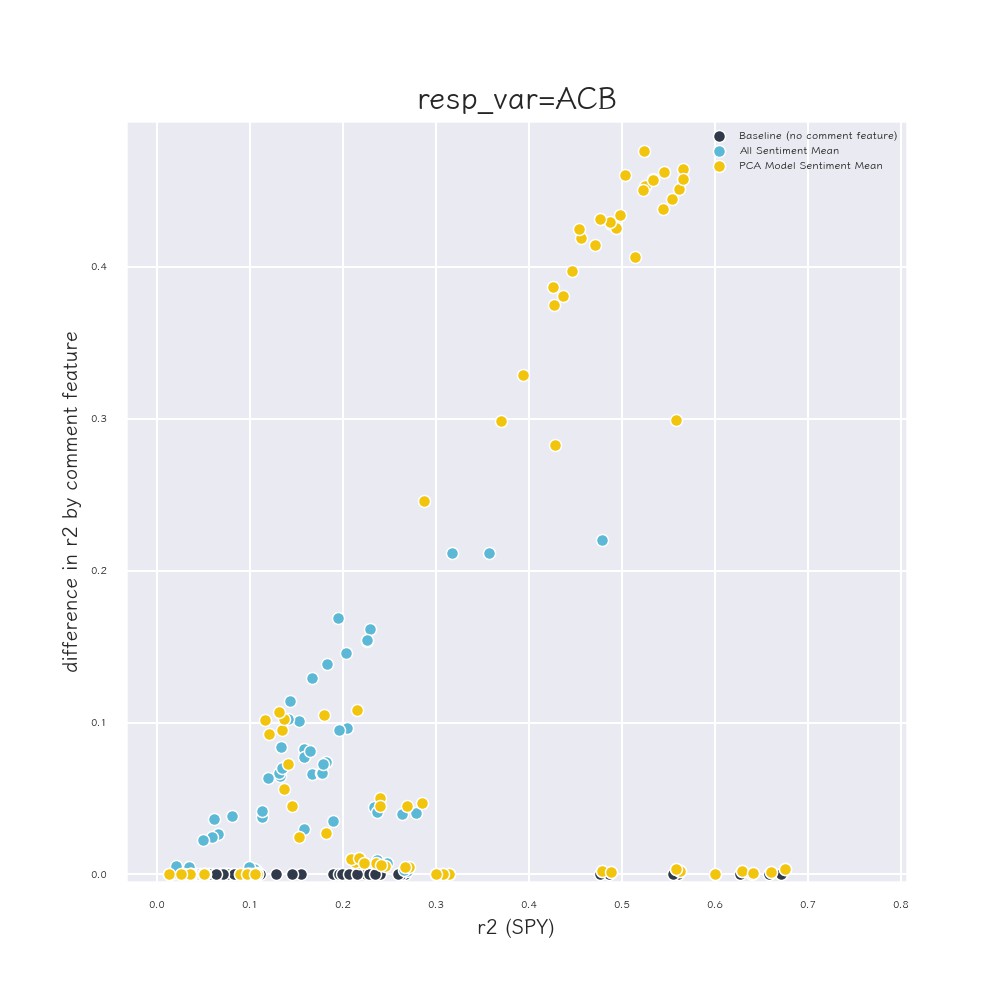 resp_var=ACB
Baseline (no comment feature)
All Sentiment Mean
PCA Model Sentiment Mean
difference in r2 by comment feature
0.4
0.3
0.2
0.1
0.0
0.0 0.1 0.2 0.3 0.4 0.5 0.6 0.7 0.8
r2 (SPY)